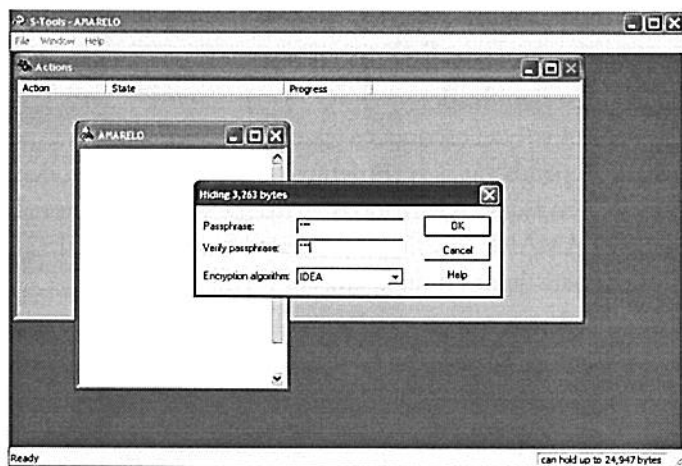 S-Tools - AMARELO
File Window Help
Actions
Action State Progress
AMARELO
Hiding 3,263 bytes
Passphrase: ***
OK
Verify passphrase: ***
Cancel
Encryption algorithm: IDEA
Help
Ready can hold up to 24,947 bytes